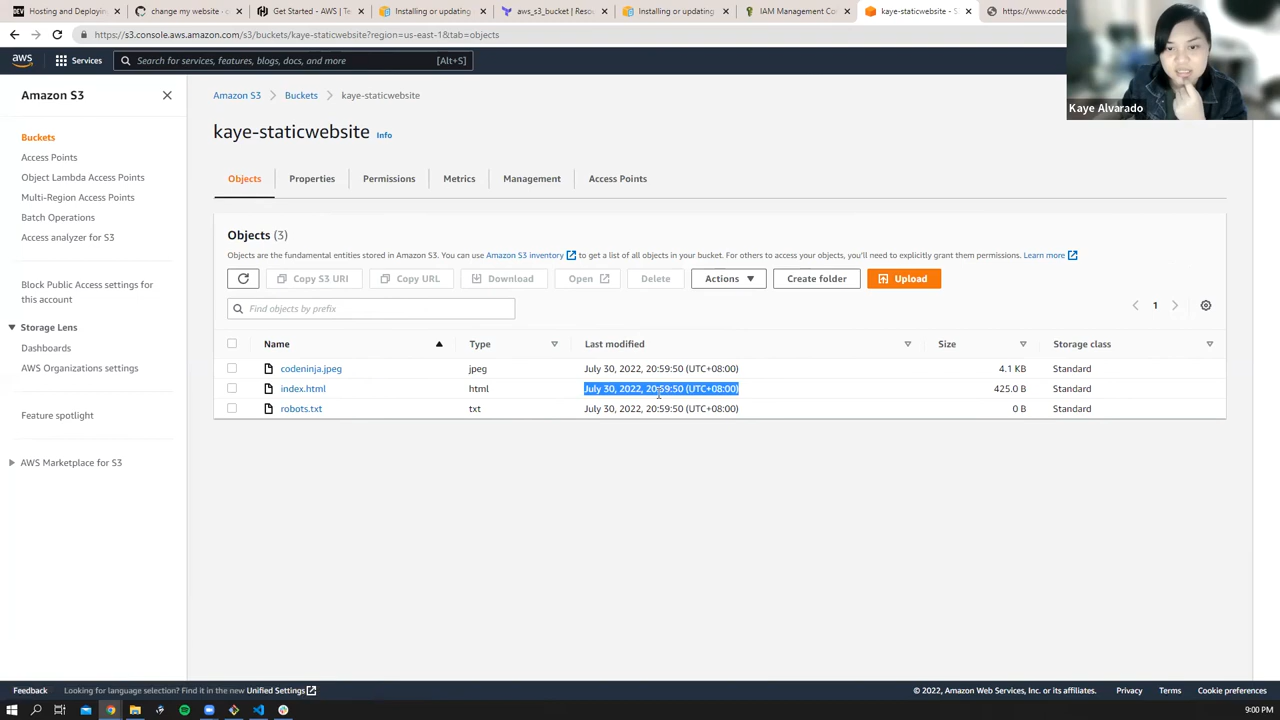 Hosting and Deploying
change my website · c
Get Started - AWS | Te
Installing or updating
aws_s3_bucket | Resou
Installing or updating
IAM Management Co
kaye-staticwebsite - S
https://www.codes
https://s3.console.aws.amazon.com/s3/buckets/kaye-staticwebsite?region=us-east-1&tab=objects
aws
Services
Search for services, features, blogs, docs, and more
[Alt+S]
Kaye Alvarado
Amazon S3
Buckets
Access Points
Object Lambda Access Points
Multi-Region Access Points
Batch Operations
Access analyzer for S3
Block Public Access settings for
this account
Storage Lens
Dashboards
AWS Organizations settings
Feature spotlight
AWS Marketplace for S3
Amazon S3 > Buckets > kaye-staticwebsite
kaye-staticwebsite Info
Objects Properties Permissions Metrics Management Access Points
Objects (3)
Objects are the fundamental entities stored in Amazon S3. You can use Amazon S3 inventory to get a list of all objects in your bucket. For others to access your objects, you'll need to explicitly grant them permissions. Learn more
Copy S3 URI Copy URL Download Open Delete Actions Create folder Upload
Find objects by prefix
1
Name Type Last modified Size Storage class
codeninja.jpeg jpeg July 30, 2022, 20:59:50 (UTC+08:00) 4.1 KB Standard
index.html html July 30, 2022, 20:59:50 (UTC+08:00) 425.0 B Standard
robots.txt txt July 30, 2022, 20:59:50 (UTC+08:00) 0 B Standard
Feedback Looking for language selection? Find it in the new Unified Settings © 2022, Amazon Web Services, Inc. or its affiliates. Privacy Terms Cookie preferences
9:00 PM